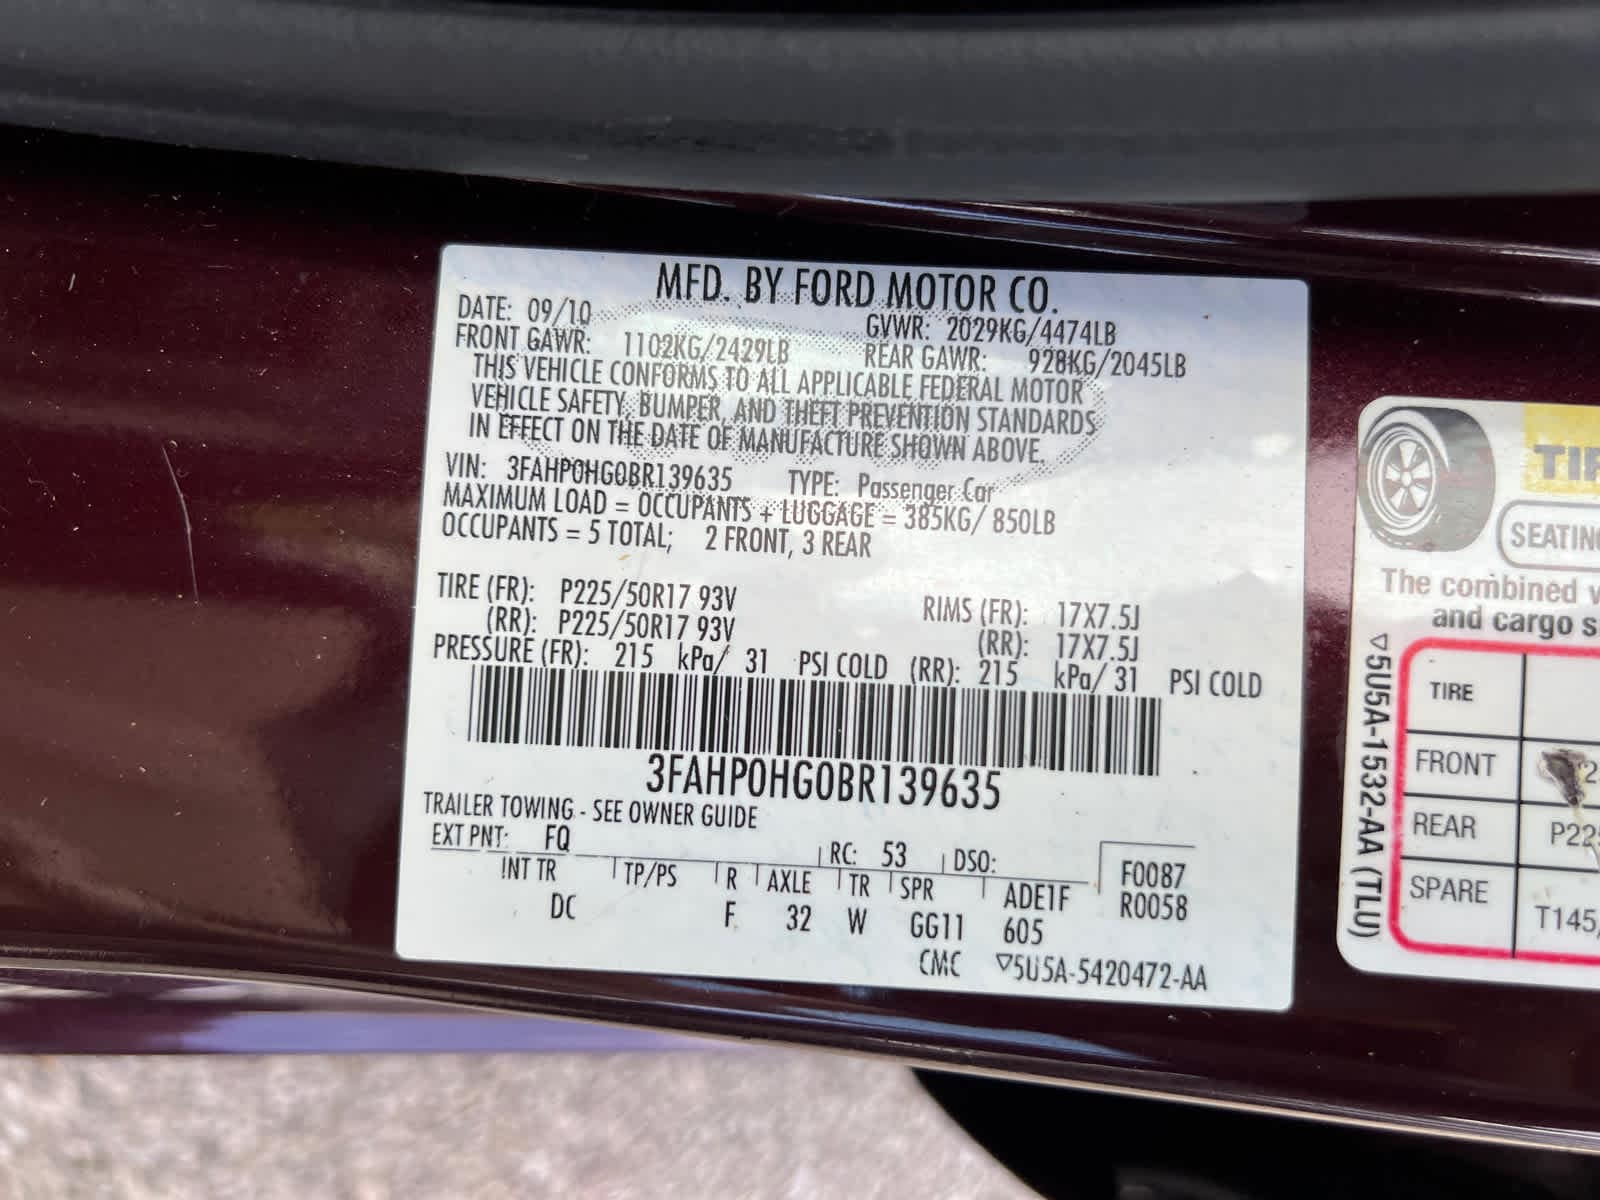 MFD. BY FORD MOTOR CO.
DATE: 09/10 GVWR: 2029KG/4474LB
FRONT GAWR: 1102KG/2429LB REAR GAWR: 928KG/2045LB
THIS VEHICLE CONFORMS TO ALL APPLICABLE FEDERAL MOTOR
VEHICLE SAFETY, BUMPER, AND THEFT PREVENTION STANDARDS
IN EFFECT ON THE DATE OF MANUFACTURE SHOWN ABOVE.
VIN: 3FAHP0HG0BR139635 TYPE: Passenger Car
MAXIMUM LOAD = OCCUPANTS + LUGGAGE = 385KG/ 850LB
OCCUPANTS = 5 TOTAL; 2 FRONT, 3 REAR
TIRE (FR): P225/50R17 93V RIMS (FR): 17X7.5J
(RR): P225/50R17 93V (RR): 17X7.5J
PRESSURE (FR): 215 kPa/ 31 PSI COLD (RR): 215 kPa/ 31 PSI COLD
3FAHP0HG0BR139635
TRAILER TOWING - SEE OWNER GUIDE
EXT PNT: FQ RC: 53 DSO: F0087
INT TR TP/PS R AXLE TR SPR ADE1F R0058
DC F 32 W GG11 605
CMC ▽5U5A-5420472-AA
TIR
SEATING
The combined
and cargo
▽5U5A-1532-AA (TLU)
TIRE
FRONT
REAR P225
SPARE T145/